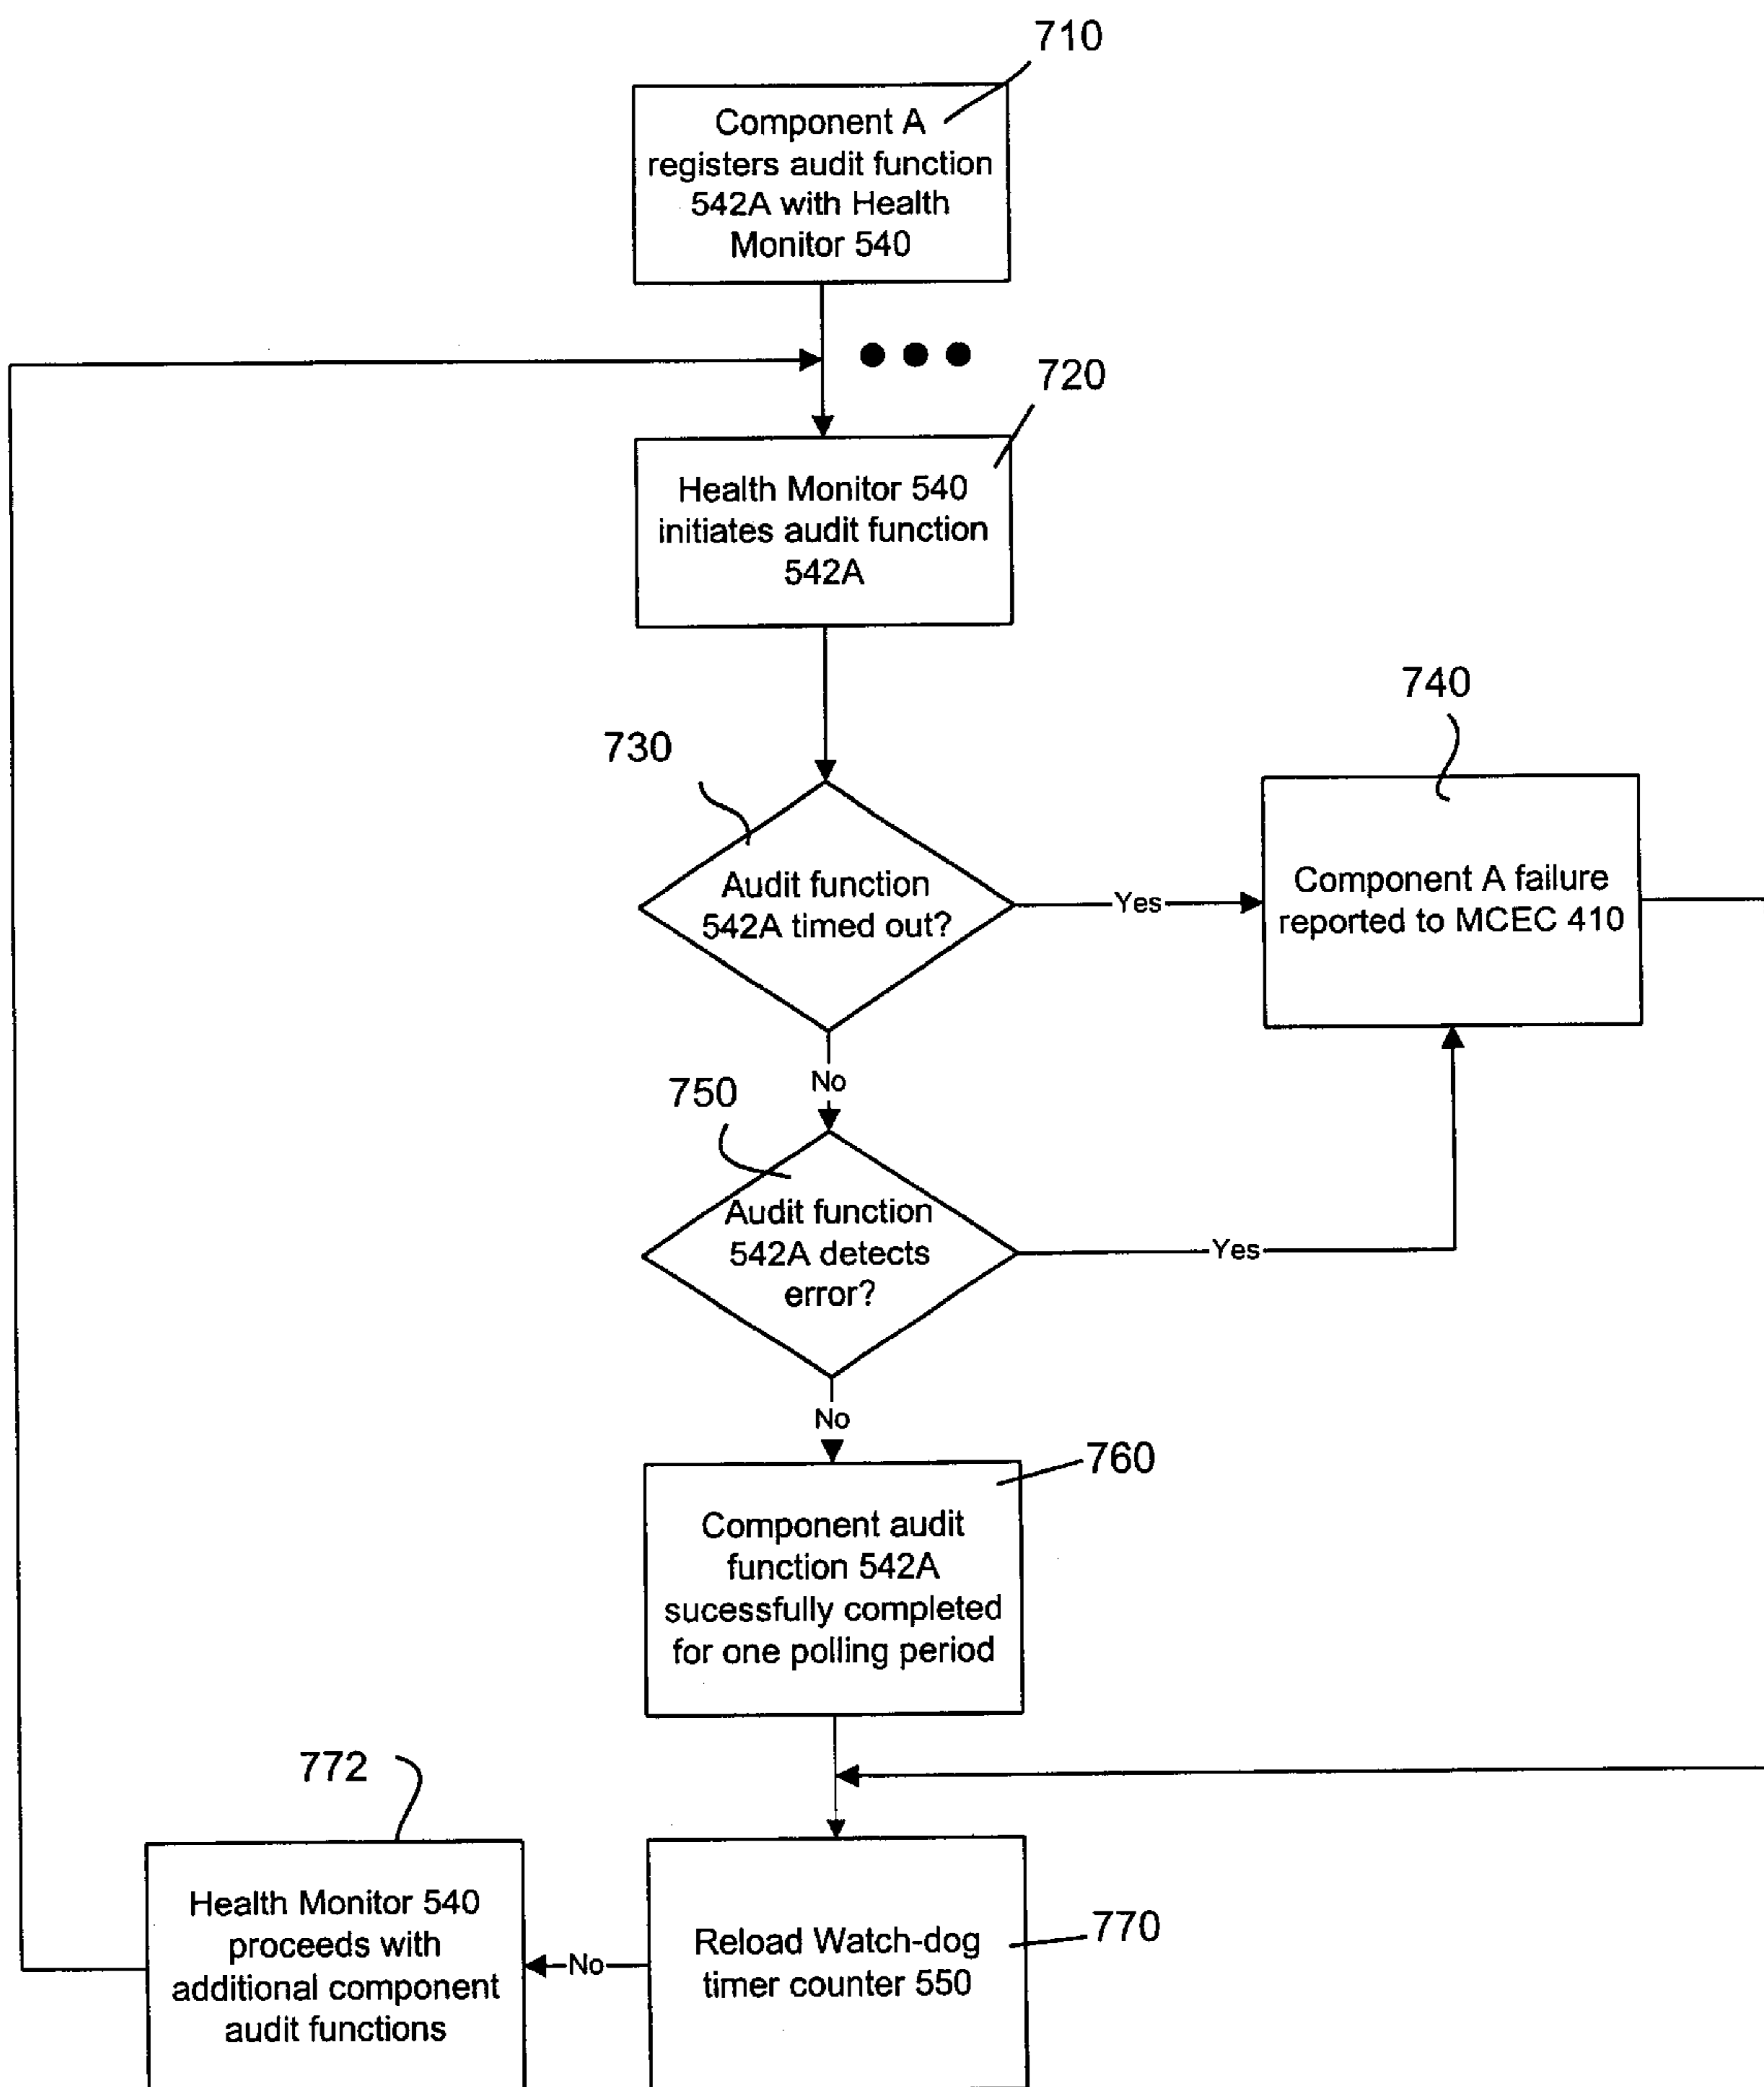 710
Component A
registers audit function
542A with Health
Monitor 540
720
Health Monitor 540
initiates audit function
542A
730
Audit function
542A timed out?
Yes
740
Component A failure
reported to MCEC 410
No
750
Audit function
542A detects
error?
Yes
No
760
Component audit
function 542A
sucessfully completed
for one polling period
772
Health Monitor 540
proceeds with
additional component
audit functions
No
Reload Watch-dog
timer counter 550
770